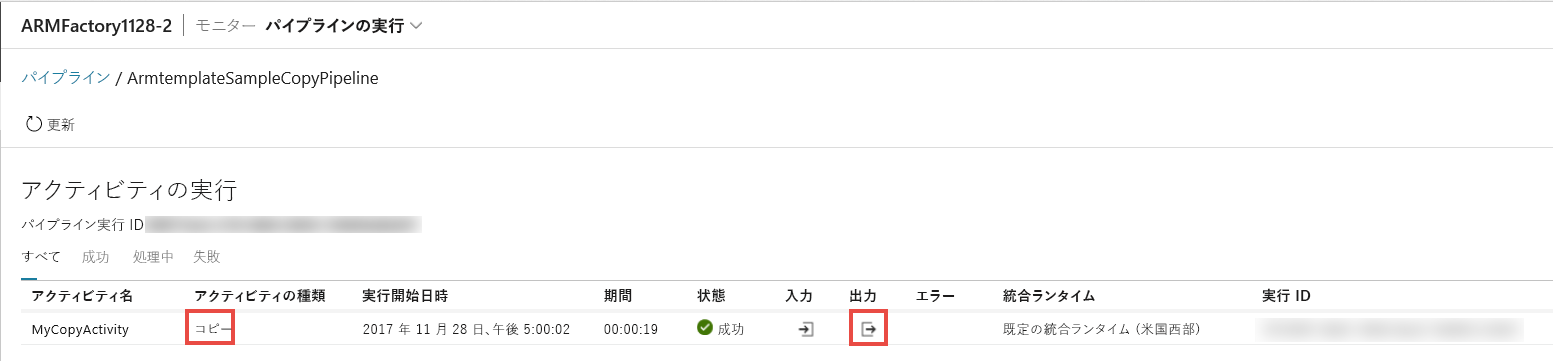 ARMFactory1128-2 モニター パイプラインの実行
パイプライン / ArmtemplateSampleCopyPipeline
更新
アクティビティの実行
パイプライン実行 ID
すべて 成功 処理中 失敗
アクティビティ名 アクティビティの種類 実行開始日時 期間 状態 入力 出力 エラー 統合ランタイム 実行 ID
MyCopyActivity コピー 2017 年 11 月 28 日、午後 5:00:02 00:00:19 成功 既定の統合ランタイム (米国西部)